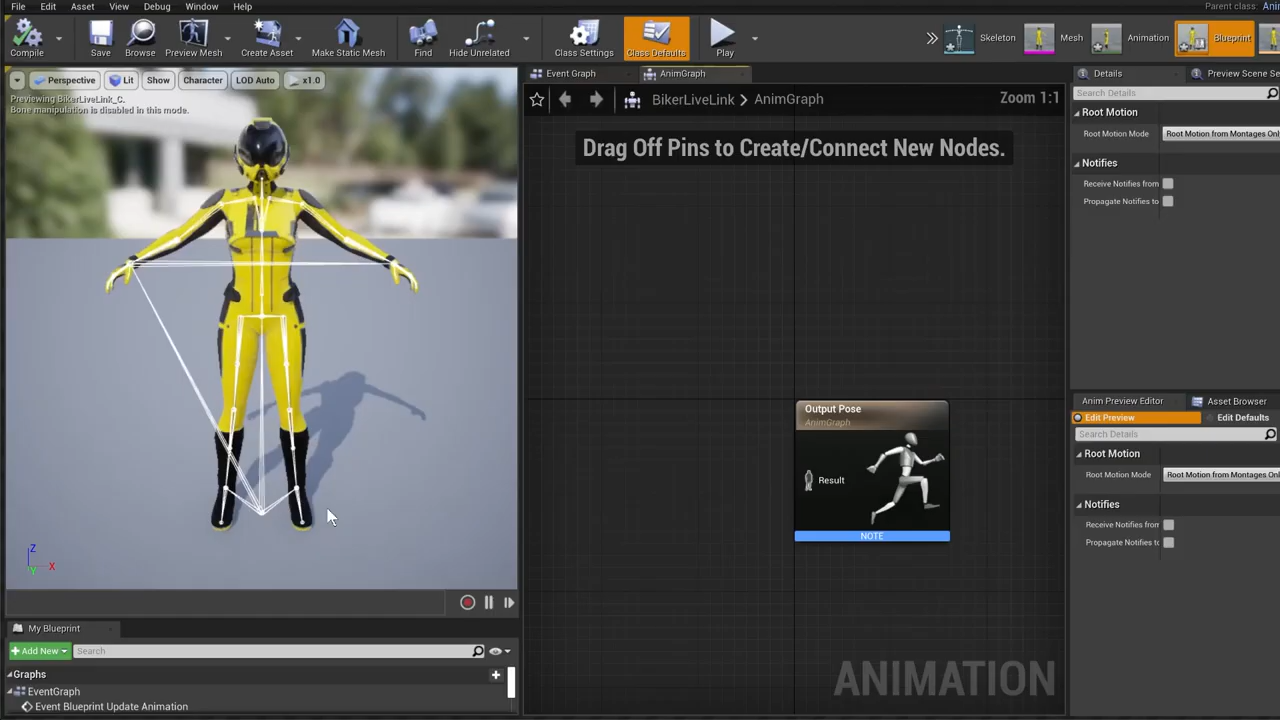 File Edit Asset View Debug Window Help
Parent class: Ani
Compile Save Browse Preview Mesh Create Asset Make Static Mesh Find Hide Unrelated Class Settings Class Defaults Play Skeleton Mesh Animation Blueprint
Perspective Lit Show Character LOD Auto x1.0
Previewing BikerLiveLink_C.
Bone manipulation is disabled in this mode.
Event Graph AnimGraph
BikerLiveLink > AnimGraph Zoom 1:1
Drag Off Pins to Create/Connect New Nodes.
Output Pose
AnimGraph
Result
NOTE
ANIMATION
Z
X
Y
My Blueprint
Add New Search
Graphs
EventGraph
Event Blueprint Update Animation
Details Preview Scene Se
Search Details
Root Motion
Root Motion Mode Root Motion from Montages Onl
Notifies
Receive Notifies from
Propagate Notifies to
Anim Preview Editor Asset Browser
Edit Preview Edit Defaults
Search Details
Root Motion
Root Motion Mode Root Motion from Montages Onl
Notifies
Receive Notifies from
Propagate Notifies to